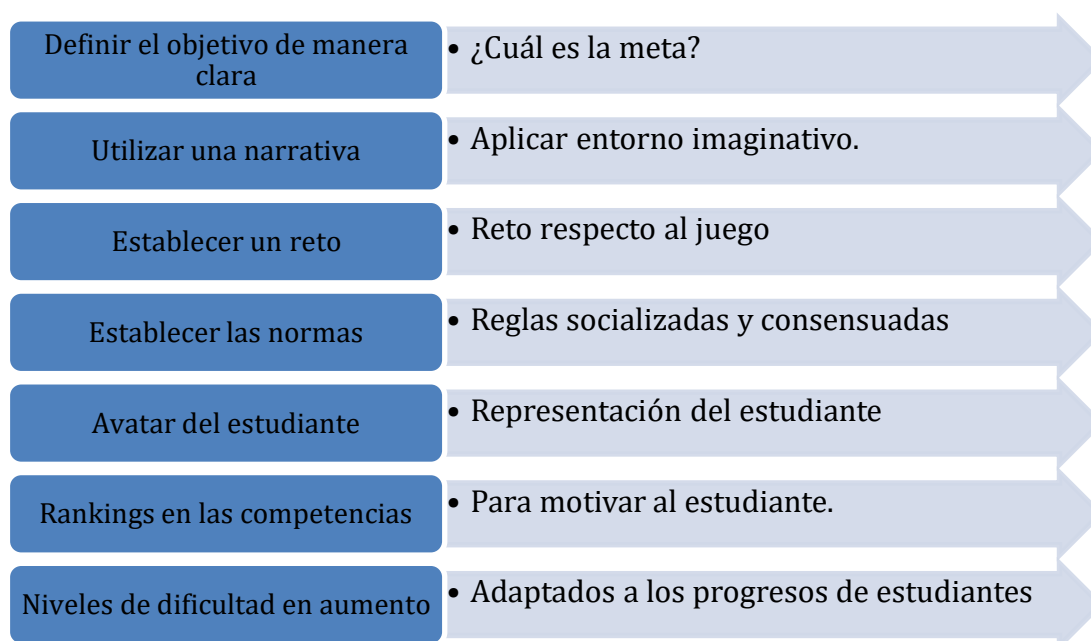 Definir el objetivo de manera
clara
• ¿Cuál es la meta?
Utilizar una narrativa
• Aplicar entorno imaginativo.
Establecer un reto
• Reto respecto al juego
Establecer las normas
• Reglas socializadas y consensuadas
Avatar del estudiante
• Representación del estudiante
Rankings en las competencias
• Para motivar al estudiante.
Niveles de dificultad en aumento
• Adaptados a los progresos de estudiantes